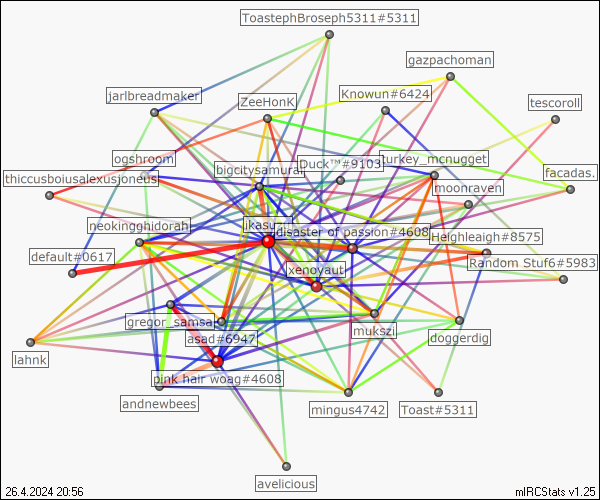 ToastephBroseph5311#5311
gazpachoman
jarlbreadmaker
ZeeHonK
Knowun#6424
tescoroll
ogshroom
bigcitysamurai
Duck™#9103
turkey_mcnugget
facadas.
thiccusboiusalexusjoneus
moonraven
neokingghidorah
ikasu
disaster of passion#4608
Heighleaigh#8575
default#0617
xenoyaut
Random Stuf6#5983
gregor_samsa
mukszi
lahnk
asad#6947
doggerdig
pink hair woag#4608
andnewbees
mingus4742
Toast#5311
avelicious
26.4.2024 20:56
mIRCStats v1.25